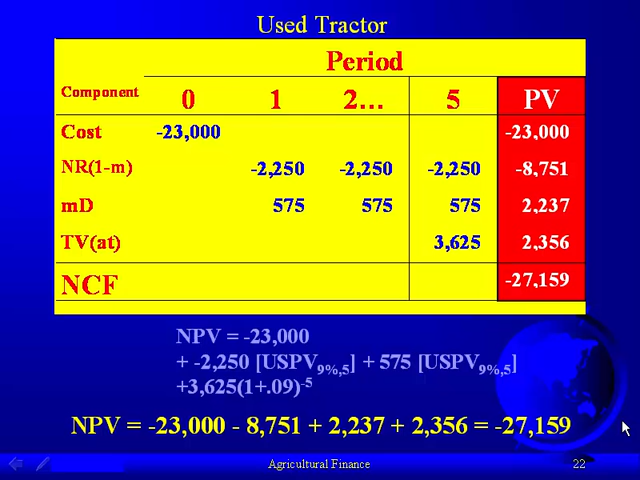 Used Tractor
Period
Component 0 1 2... 5 PV
Cost -23,000 -23,000
NR(1-m) -2,250 -2,250 -2,250 -8,751
mD 575 575 575 2,237
TV(at) 3,625 2,356
NCF -27,159
NPV = -23,000
+ -2,250 [USPV9%,5] + 575 [USPV9%,5]
+3,625(1+.09)-5
NPV = -23,000 - 8,751 + 2,237 + 2,356 = -27,159
Agricultural Finance 22